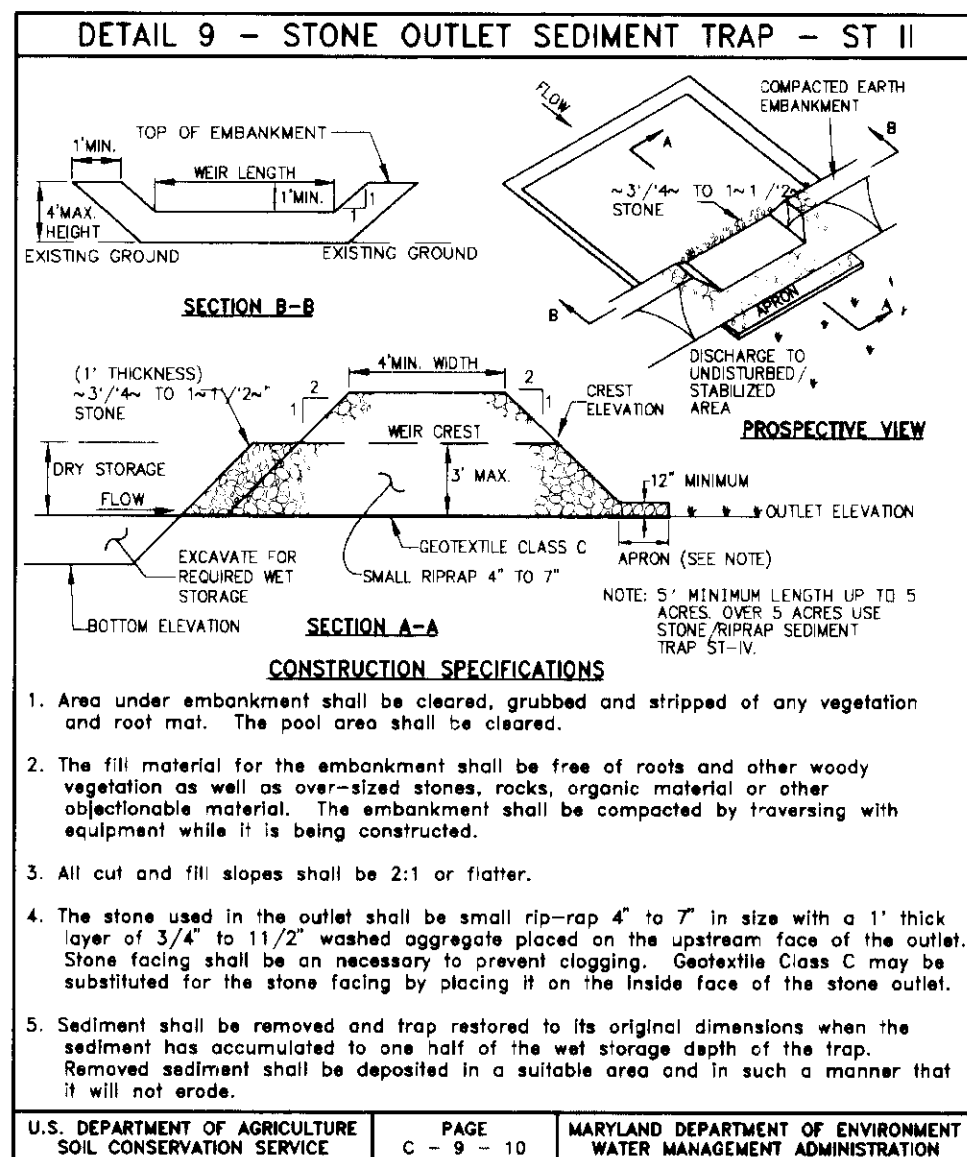 DETAIL 9 - STONE OUTLET SEDIMENT TRAP - ST II
TOP OF EMBANKMENT
1'MIN.
WEIR LENGTH
1'MIN.
1
1
4'MAX.
HEIGHT
EXISTING GROUND
EXISTING GROUND
SECTION B-B
FLOW
COMPACTED EARTH
EMBANKMENT
B
A
~3'/'4~ TO 1~1 /'2~
STONE
APRON
A
B
DISCHARGE TO
UNDISTURBED/
STABILIZED
AREA
PROSPECTIVE VIEW
(1' THICKNESS)
~3'/'4~ TO 1~1'/'2~"
STONE
4'MIN. WIDTH
2
1
2
1
CREST
ELEVATION
WEIR CREST
DRY STORAGE
3' MAX.
12" MINIMUM
FLOW
OUTLET ELEVATION
GEOTEXTILE CLASS C
APRON (SEE NOTE)
EXCAVATE FOR
REQUIRED WET
STORAGE
SMALL RIPRAP 4" TO 7"
BOTTOM ELEVATION
SECTION A-A
NOTE: 5' MINIMUM LENGTH UP TO 5
ACRES. OVER 5 ACRES USE
STONE/RIPRAP SEDIMENT
TRAP ST-IV.
CONSTRUCTION SPECIFICATIONS
1. Area under embankment shall be cleared, grubbed and stripped of any vegetation
and root mat. The pool area shall be cleared.
2. The fill material for the embankment shall be free of roots and other woody
vegetation as well as over-sized stones, rocks, organic material or other
objectionable material. The embankment shall be compacted by traversing with
equipment while it is being constructed.
3. All cut and fill slopes shall be 2:1 or flatter.
4. The stone used in the outlet shall be small rip-rap 4" to 7" in size with a 1' thick
layer of 3/4" to 11/2" washed aggregate placed on the upstream face of the outlet.
Stone facing shall be an necessary to prevent clogging. Geotextile Class C may be
substituted for the stone facing by placing it on the inside face of the stone outlet.
5. Sediment shall be removed and trap restored to its original dimensions when the
sediment has accumulated to one half of the wet storage depth of the trap.
Removed sediment shall be deposited in a suitable area and in such a manner that
it will not erode.
U.S. DEPARTMENT OF AGRICULTURE
SOIL CONSERVATION SERVICE
PAGE
C - 9 - 10
MARYLAND DEPARTMENT OF ENVIRONMENT
WATER MANAGEMENT ADMINISTRATION